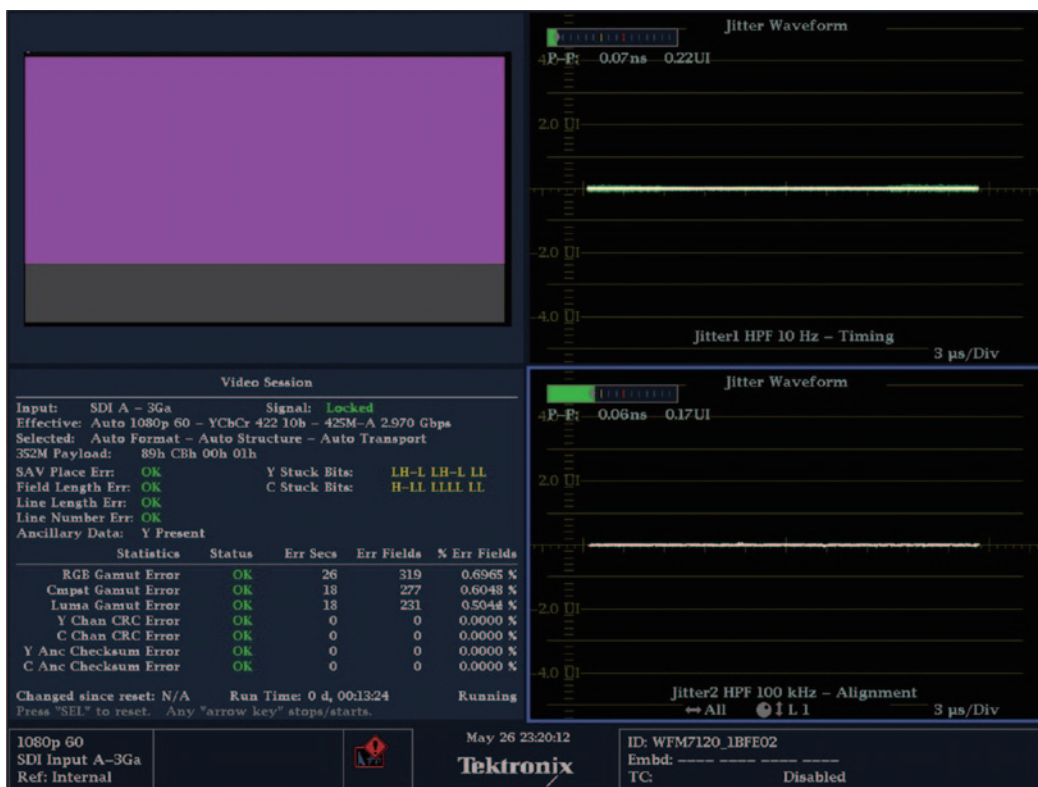 Jitter Waveform
P-P: 0.07ns 0.22UI
2.0 UI
-2.0 UI
-4.0 UI
Jitter1 HPF 10 Hz - Timing
3 µs/Div
Video Session
Input: SDI A - 3Ga Signal: Locked
Effective: Auto 1080p 60 - YCbCr 422 10b - 425M-A 2.970 Gbps
Selected: Auto Format - Auto Structure - Auto Transport
352M Payload: 89h CBh 00h 01h
SAV Place Err: OK Y Stuck Bits: LH-L LH-L LL
Field Length Err: OK C Stuck Bits: H-LL LLLL LL
Line Length Err: OK
Line Number Err: OK
Ancillary Data: Y Present
Statistics Status Err Secs Err Fields % Err Fields
RGB Gamut Error OK 26 319 0.6965 %
Cmpst Gamut Error OK 18 277 0.6048 %
Luma Gamut Error OK 18 231 0.5044 %
Y Chan CRC Error OK 0 0 0.0000 %
C Chan CRC Error OK 0 0 0.0000 %
Y Anc Checksum Error OK 0 0 0.0000 %
C Anc Checksum Error OK 0 0 0.0000 %
Changed since reset: N/A Run Time: 0 d, 00:13:24 Running
Press "SEL" to reset. Any "arrow key" stops/starts.
Jitter Waveform
P-P: 0.06ns 0.17UI
2.0 UI
-2.0 UI
-4.0 UI
Jitter2 HPF 100 kHz - Alignment
All L 1 3 µs/Div
1080p 60
SDI Input A-3Ga
Ref: Internal
May 26 23:20:12
Tektronix
ID: WFM7120_1BFE02
Embd: ---- ---- ---- ----
TC: Disabled